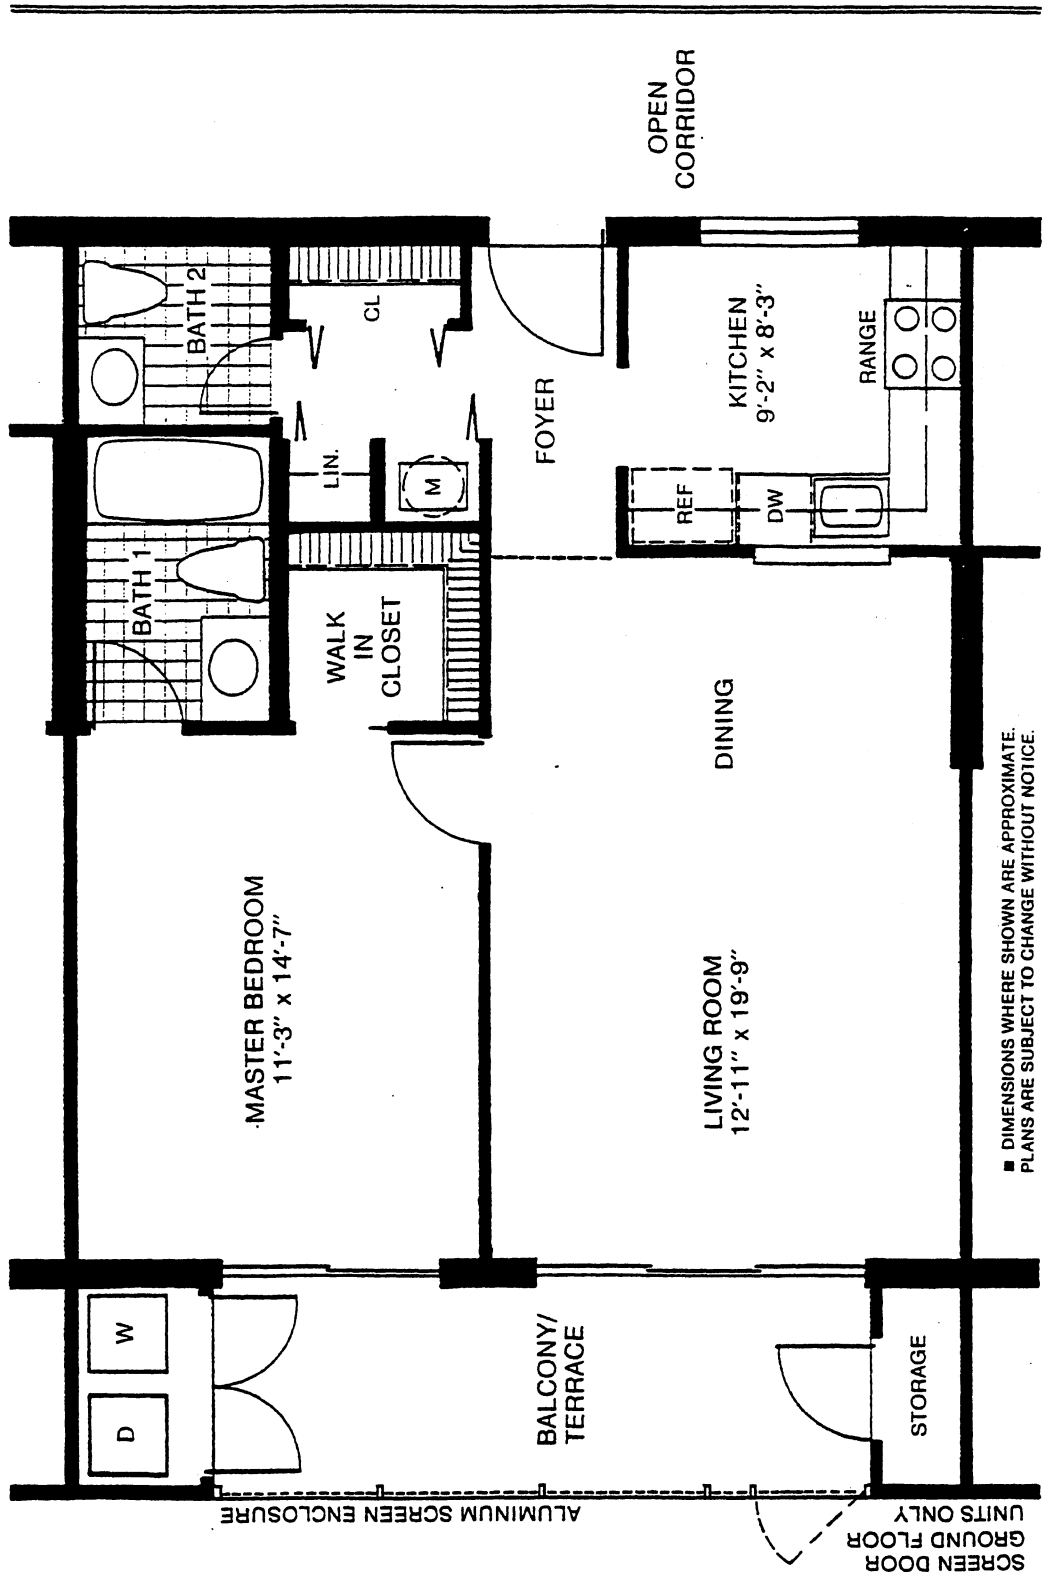 OPEN
CORRIDOR
BATH 2
CL
KITCHEN
9'-2" x 8'-3"
RANGE
FOYER
LIN.
M
REF
DW
BATH 1
WALK
IN
CLOSET
DINING
MASTER BEDROOM
11'-3" x 14'-7"
LIVING ROOM
12'-11" x 19'-9"
■ DIMENSIONS WHERE SHOWN ARE APPROXIMATE.
PLANS ARE SUBJECT TO CHANGE WITHOUT NOTICE.
W
D
BALCONY/
TERRACE
STORAGE
ALUMINUM SCREEN ENCLOSURE
SCREEN DOOR
GROUND FLOOR
UNITS ONLY